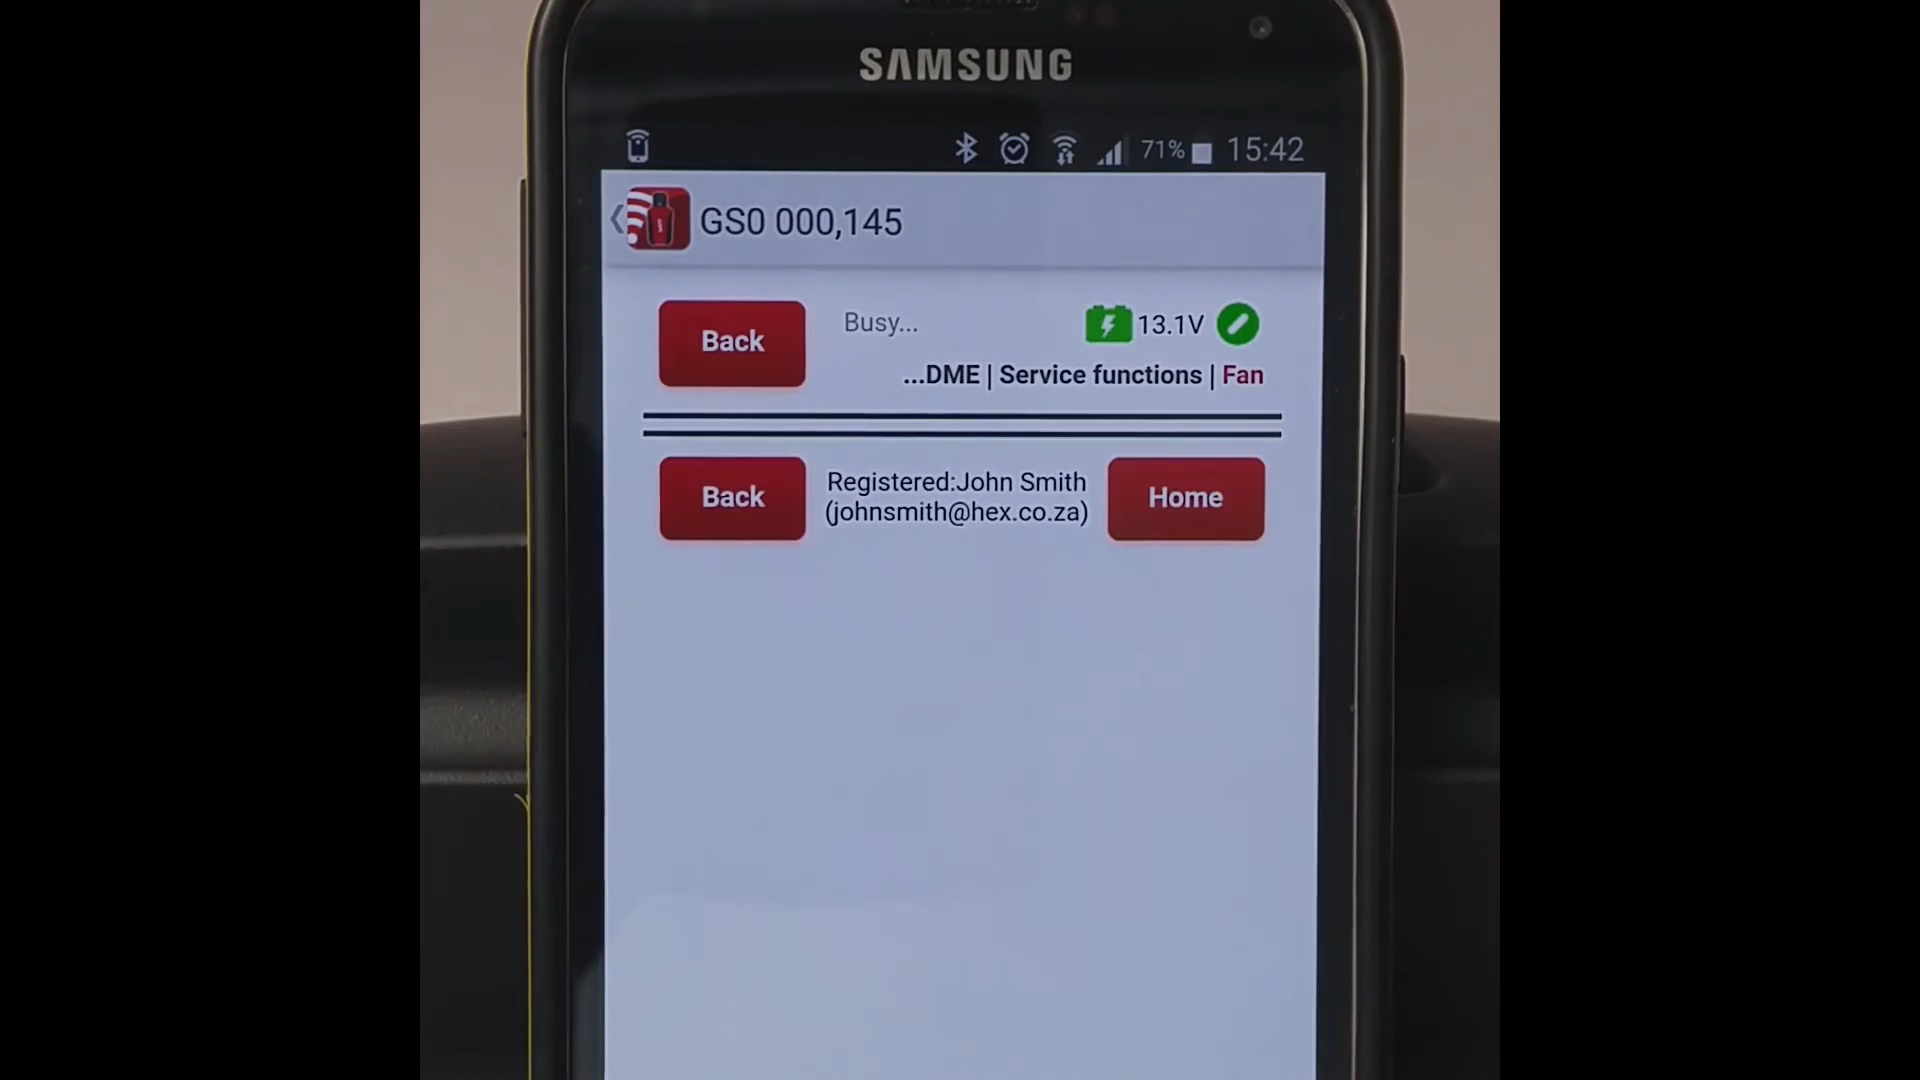 SAMSUNG
71% 15:42
GS0 000,145
Back
Busy...
13.1V
...DME | Service functions | Fan
Back
Registered:John Smith
(johnsmith@hex.co.za)
Home